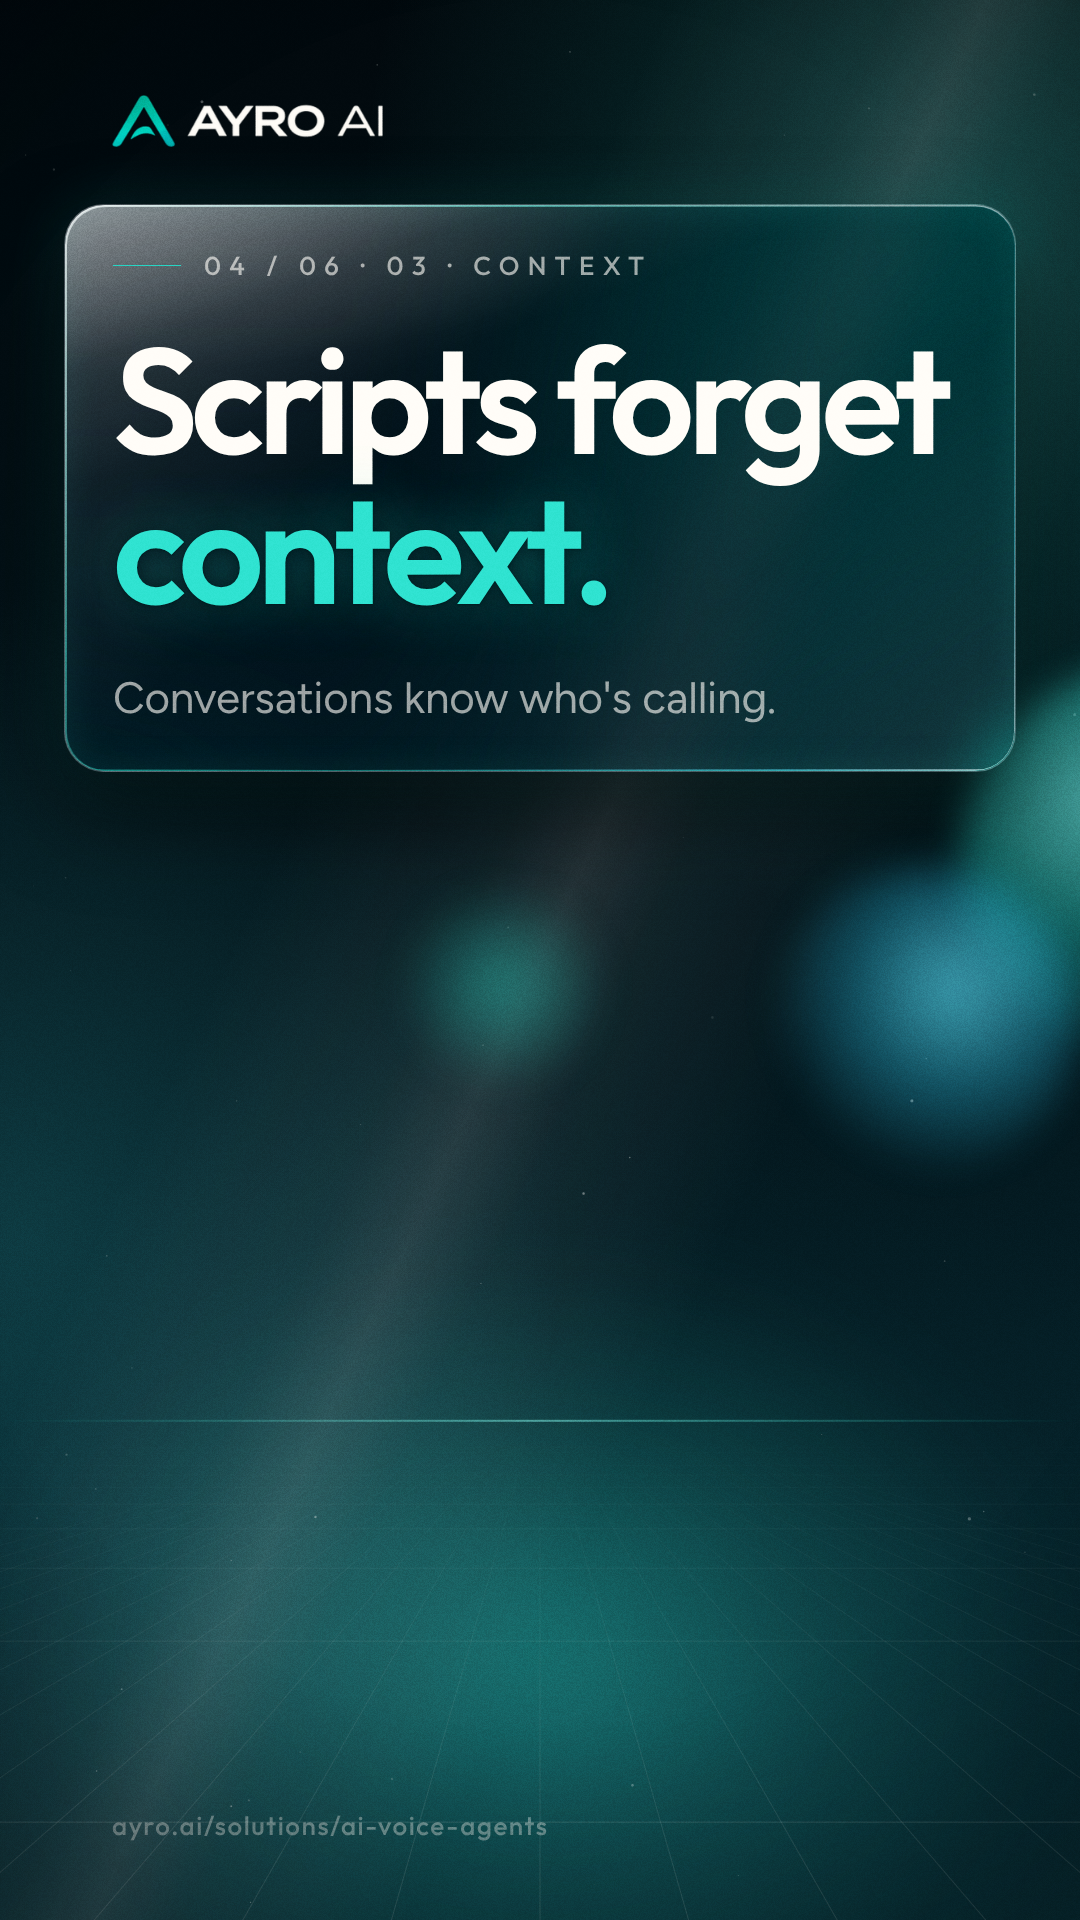 AYRO AI
04 / 06 · 03 · CONTEXT
Scripts forget
context.
Conversations know who's calling.
ayro.ai/solutions/ai-voice-agents